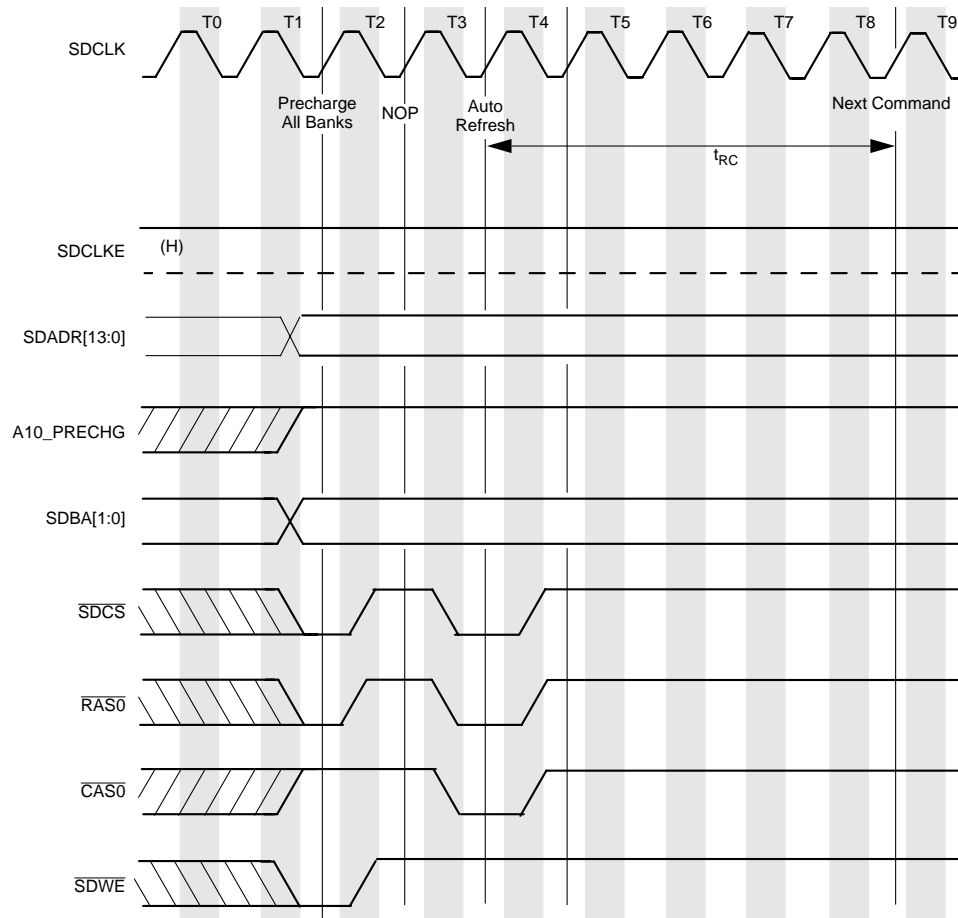 T0 T1 T2 T3 T4 T5 T6 T7 T8 T9
SDCLK
Precharge
All Banks
NOP
Auto
Refresh
Next Command
tRC
SDCLKE
(H)
SDADR[13:0]
A10_PRECHG
SDBA[1:0]
SDCS
RAS0
CAS0
SDWE